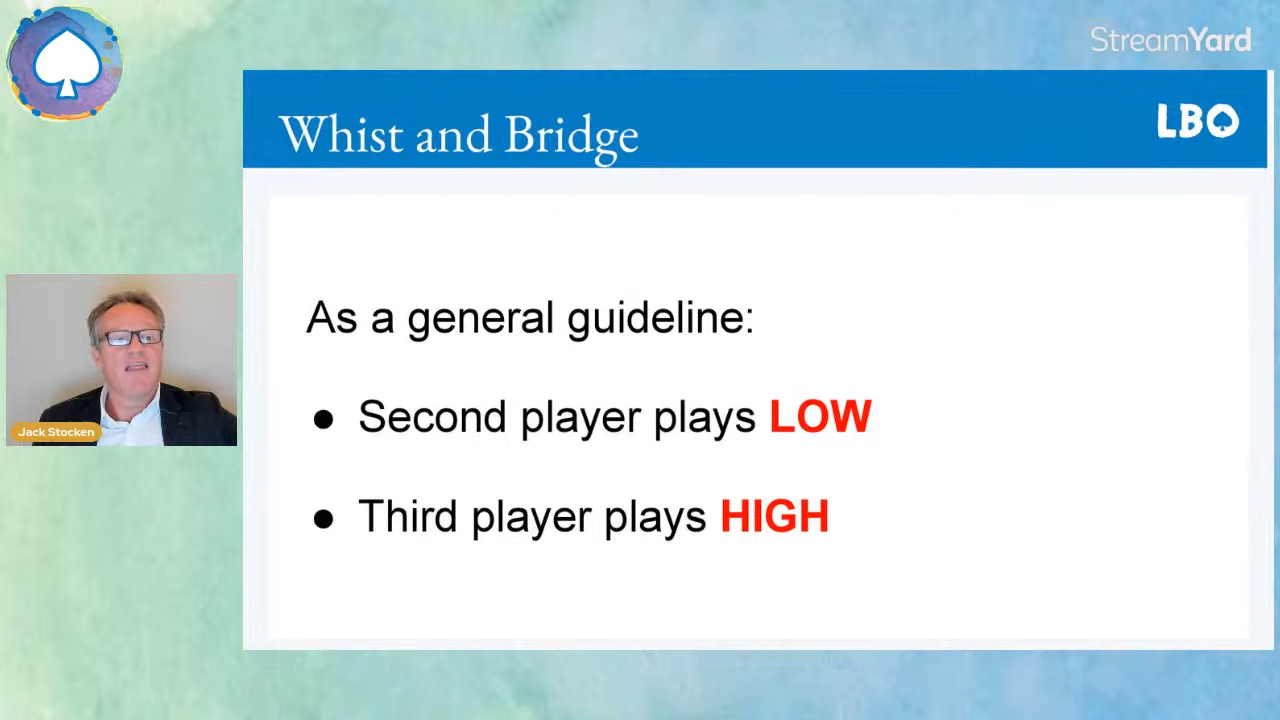 StreamYard
Whist and Bridge
LBO
As a general guideline:
● Second player plays LOW
● Third player plays HIGH
Jack Stocken